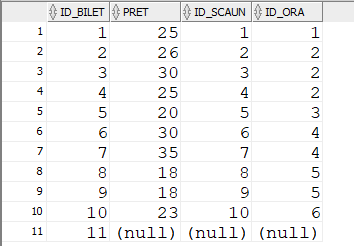 ID_BILET PRET ID_SCAUN ID_ORA
1 1 25 1 1
2 2 26 2 2
3 3 30 3 2
4 4 25 4 2
5 5 20 5 3
6 6 30 6 4
7 7 35 7 4
8 8 18 8 5
9 9 18 9 5
10 10 23 10 6
11 11 (null) (null) (null)